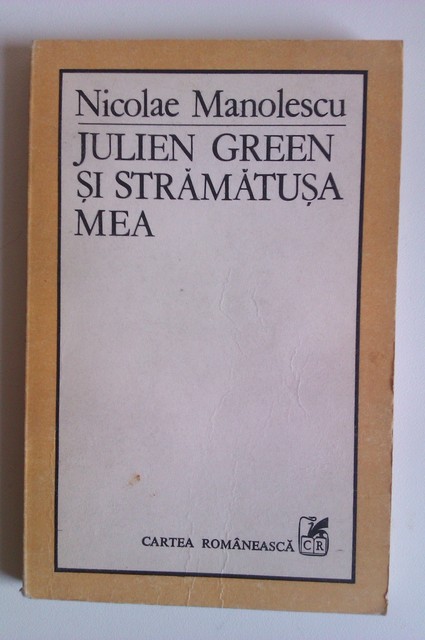 Nicolae Manolescu
JULIEN GREEN
ȘI STRĂMĂTUȘA
MEA
CARTEA ROMÂNEASCĂ
CR